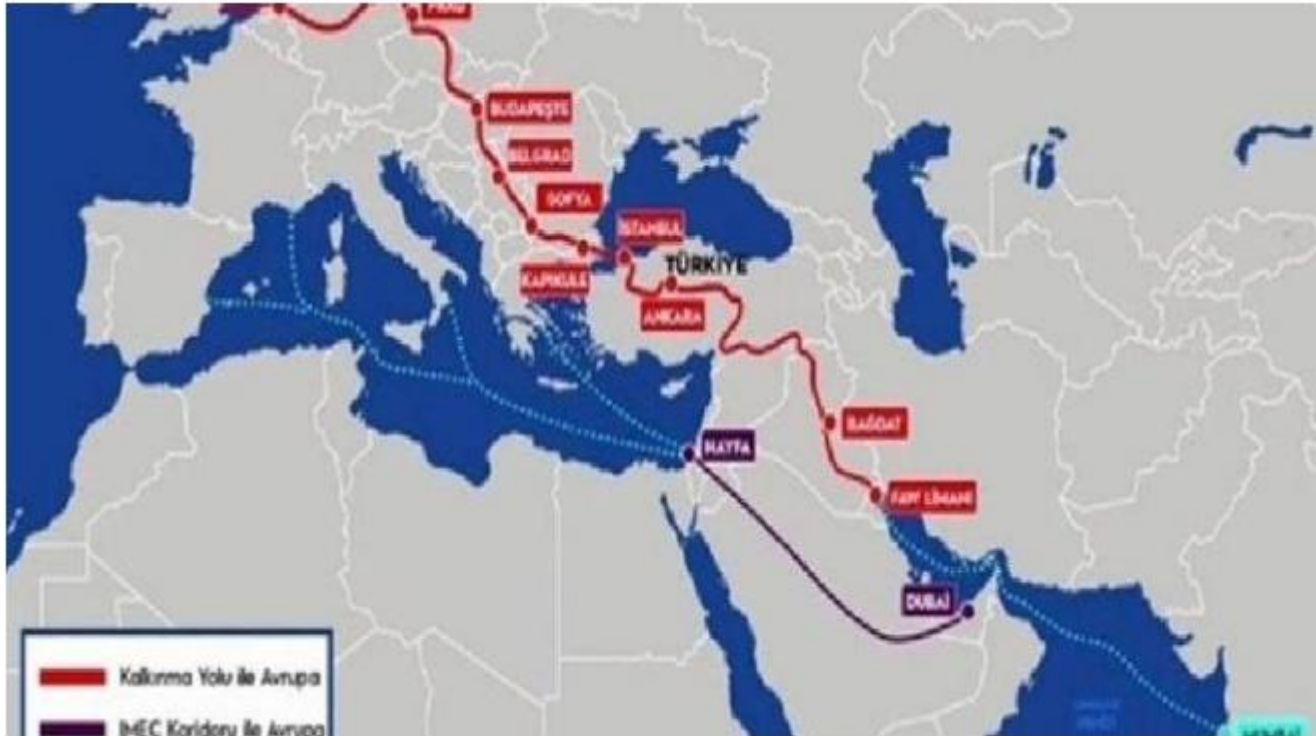 PRAG
BUDAPEŞTE
BELGRAD
SOFYA
İSTANBUL
TÜRKİYE
KAPIKULE
ANKARA
BAĞDAT
HAYFA
FAW LİMANI
DUBAİ
Kalkınma Yolu ile Avrupa
IMEC Koridoru ile Avrupa